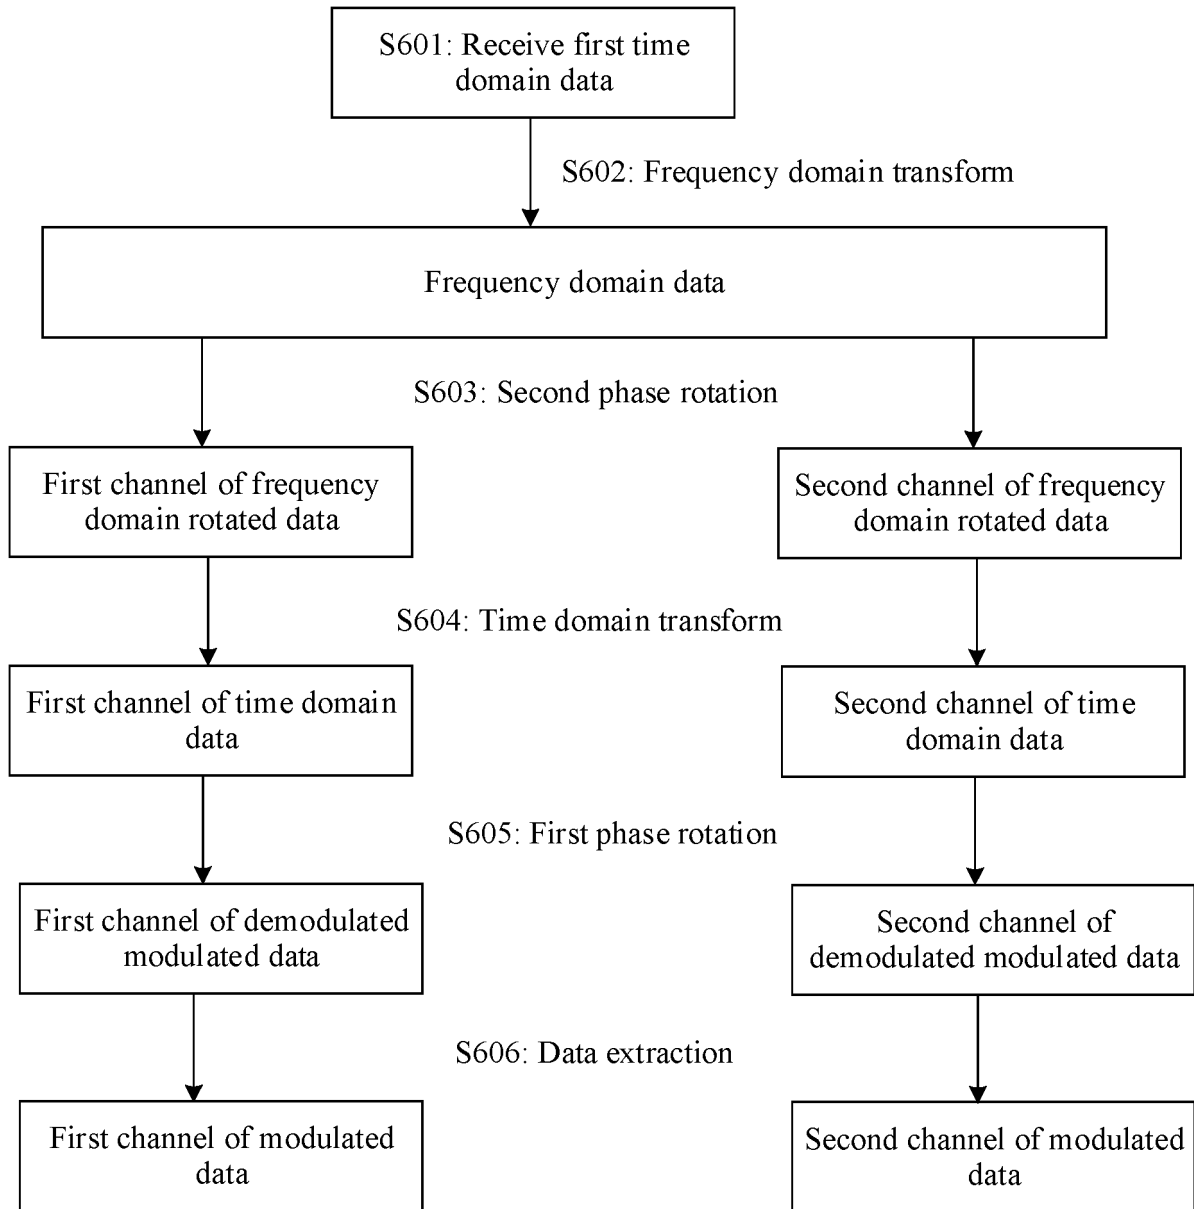 S601: Receive first time
domain data
S602: Frequency domain transform
Frequency domain data
S603: Second phase rotation
First channel of frequency
domain rotated data
Second channel of frequency
domain rotated data
S604: Time domain transform
First channel of time domain
data
Second channel of time
domain data
S605: First phase rotation
First channel of demodulated
modulated data
Second channel of
demodulated modulated data
S606: Data extraction
First channel of modulated
data
Second channel of modulated
data